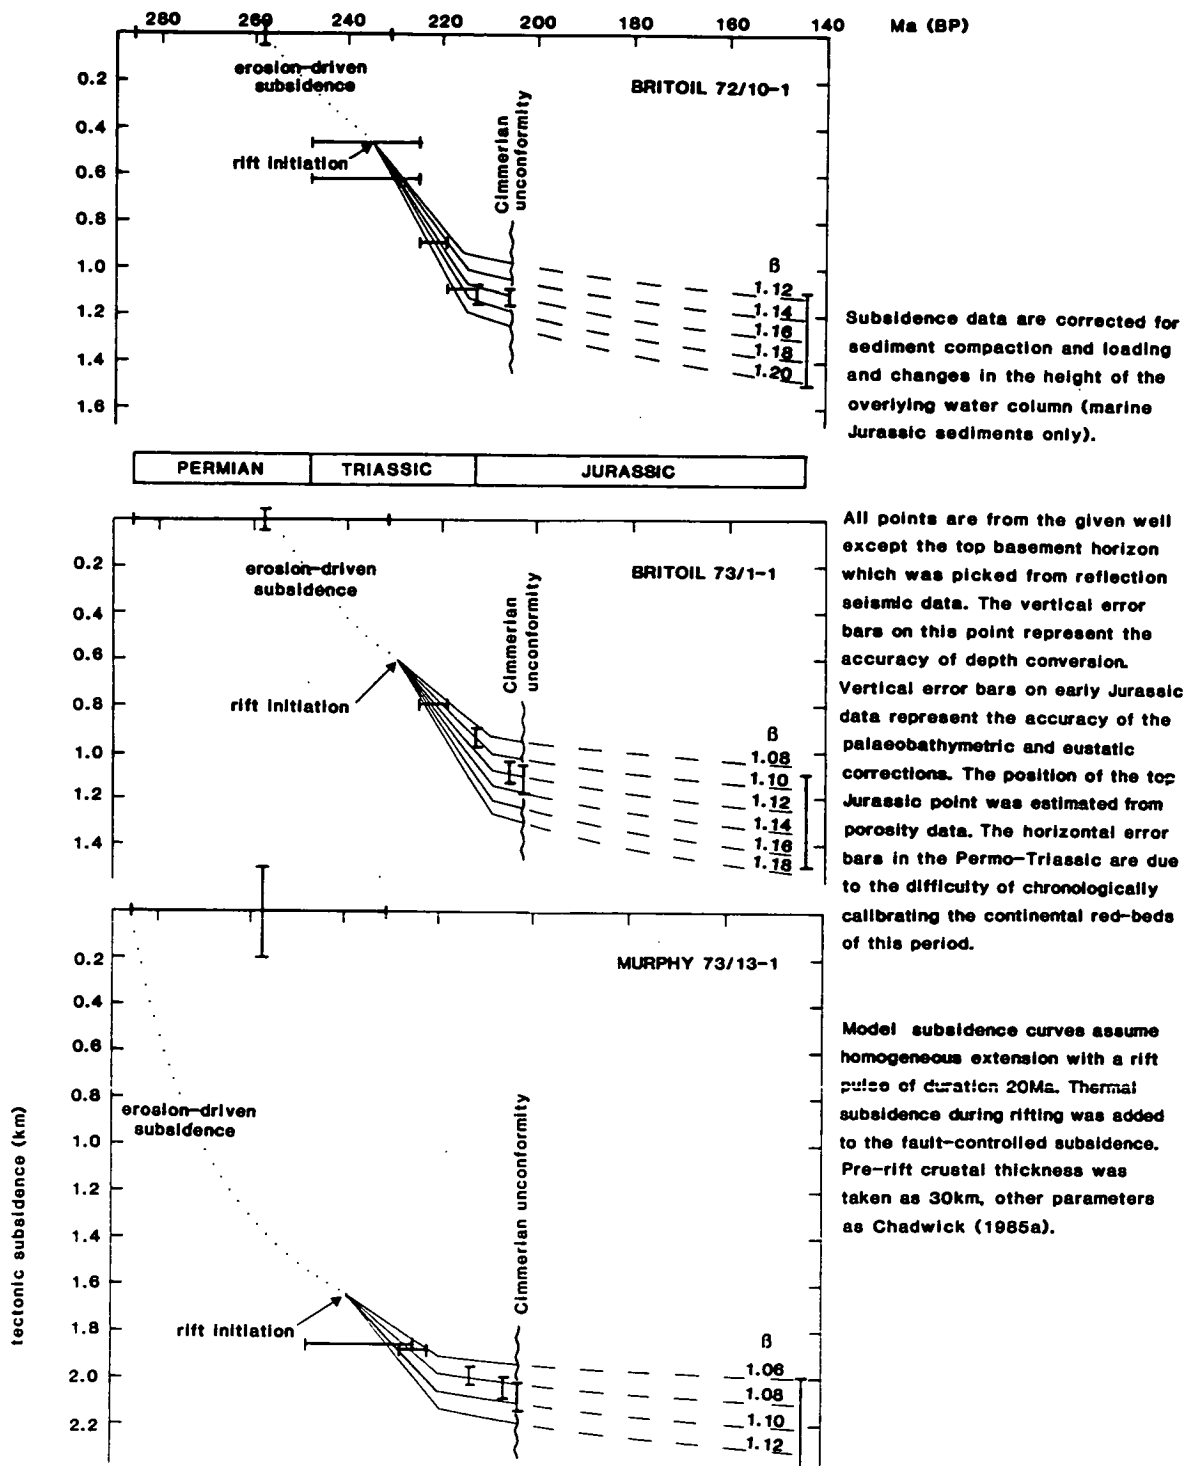 280 260 240 220 200 180 160 140 Ma (BP)
erosion-driven
subsidence
BRITOIL 72/10-1
0.2
0.4
0.6
0.8
1.0
1.2
1.4
1.6
rift initiation
Cimmerian
unconformity
β
1.12
1.14
1.16
1.18
1.20
Subsidence data are corrected for
sediment compaction and loading
and changes in the height of the
overlying water column (marine
Jurassic sediments only).
PERMIAN TRIASSIC JURASSIC
erosion-driven
subsidence
BRITOIL 73/1-1
0.2
0.4
0.6
0.8
1.0
1.2
1.4
rift initiation
Cimmerian
unconformity
β
1.08
1.10
1.12
1.14
1.16
1.18
All points are from the given well
except the top basement horizon
which was picked from reflection
seismic data. The vertical error
bars on this point represent the
accuracy of depth conversion.
Vertical error bars on early Jurassic
data represent the accuracy of the
palaeobathymetric and eustatic
corrections. The position of the top
Jurassic point was estimated from
porosity data. The horizontal error
bars in the Permo-Triassic are due
to the difficulty of chronologically
calibrating the continental red-beds
of this period.
MURPHY 73/13-1
0.2
0.4
0.6
0.8
1.0
1.2
1.4
1.6
1.8
2.0
2.2
tectonic subsidence (km)
erosion-driven
subsidence
rift initiation
Cimmerian unconformity
β
1.06
1.08
1.10
1.12
Model subsidence curves assume
homogeneous extension with a rift
pulse of duration 20Ma. Thermal
subsidence during rifting was added
to the fault-controlled subsidence.
Pre-rift crustal thickness was
taken as 30km, other parameters
as Chadwick (1985a).